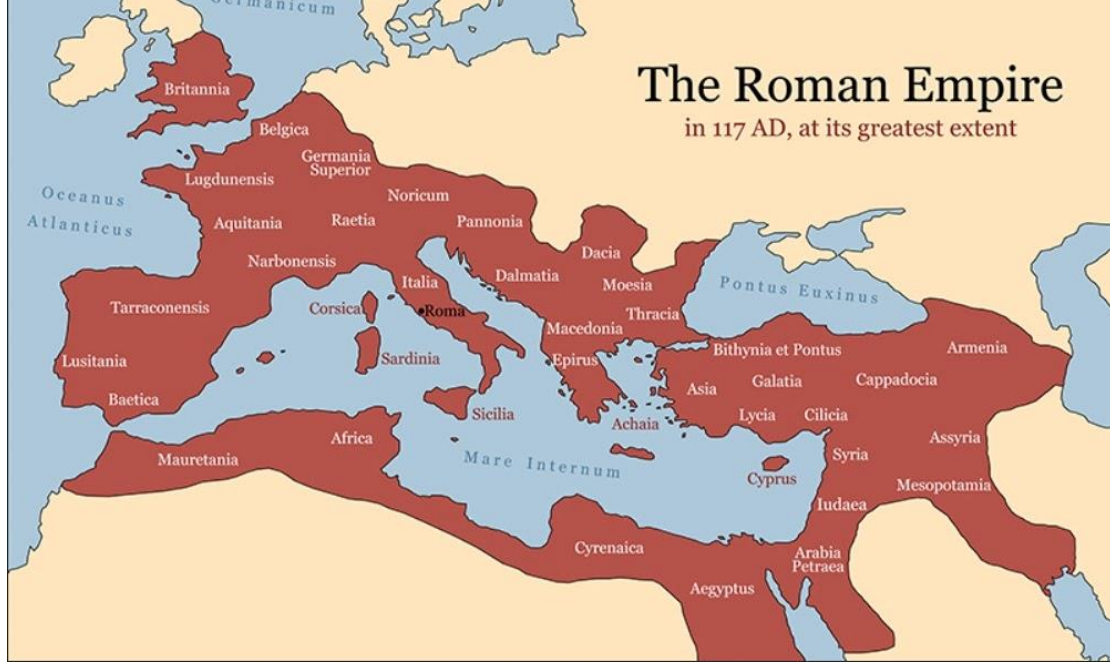 Germanicum
The Roman Empire
in 117 AD, at its greatest extent
Britannia
Belgica
Germania
Superior
Lugdunensis
Noricum
Oceanus
Atlanticus
Aquitania
Raetia
Pannonia
Narbonensis
Dacia
Italia
Dalmatia
Moesia
Pontus Euxinus
Tarraconensis
Corsica
Roma
Thracia
Macedonia
Lusitania
Sardinia
Epirus
Bithynia et Pontus
Armenia
Baetica
Asia
Galatia
Cappadocia
Sicilia
Achaia
Lycia
Cilicia
Mauretania
Africa
Mare Internum
Cyprus
Syria
Assyria
Mesopotamia
Iudaea
Cyrenaica
Arabia
Petraea
Aegyptus